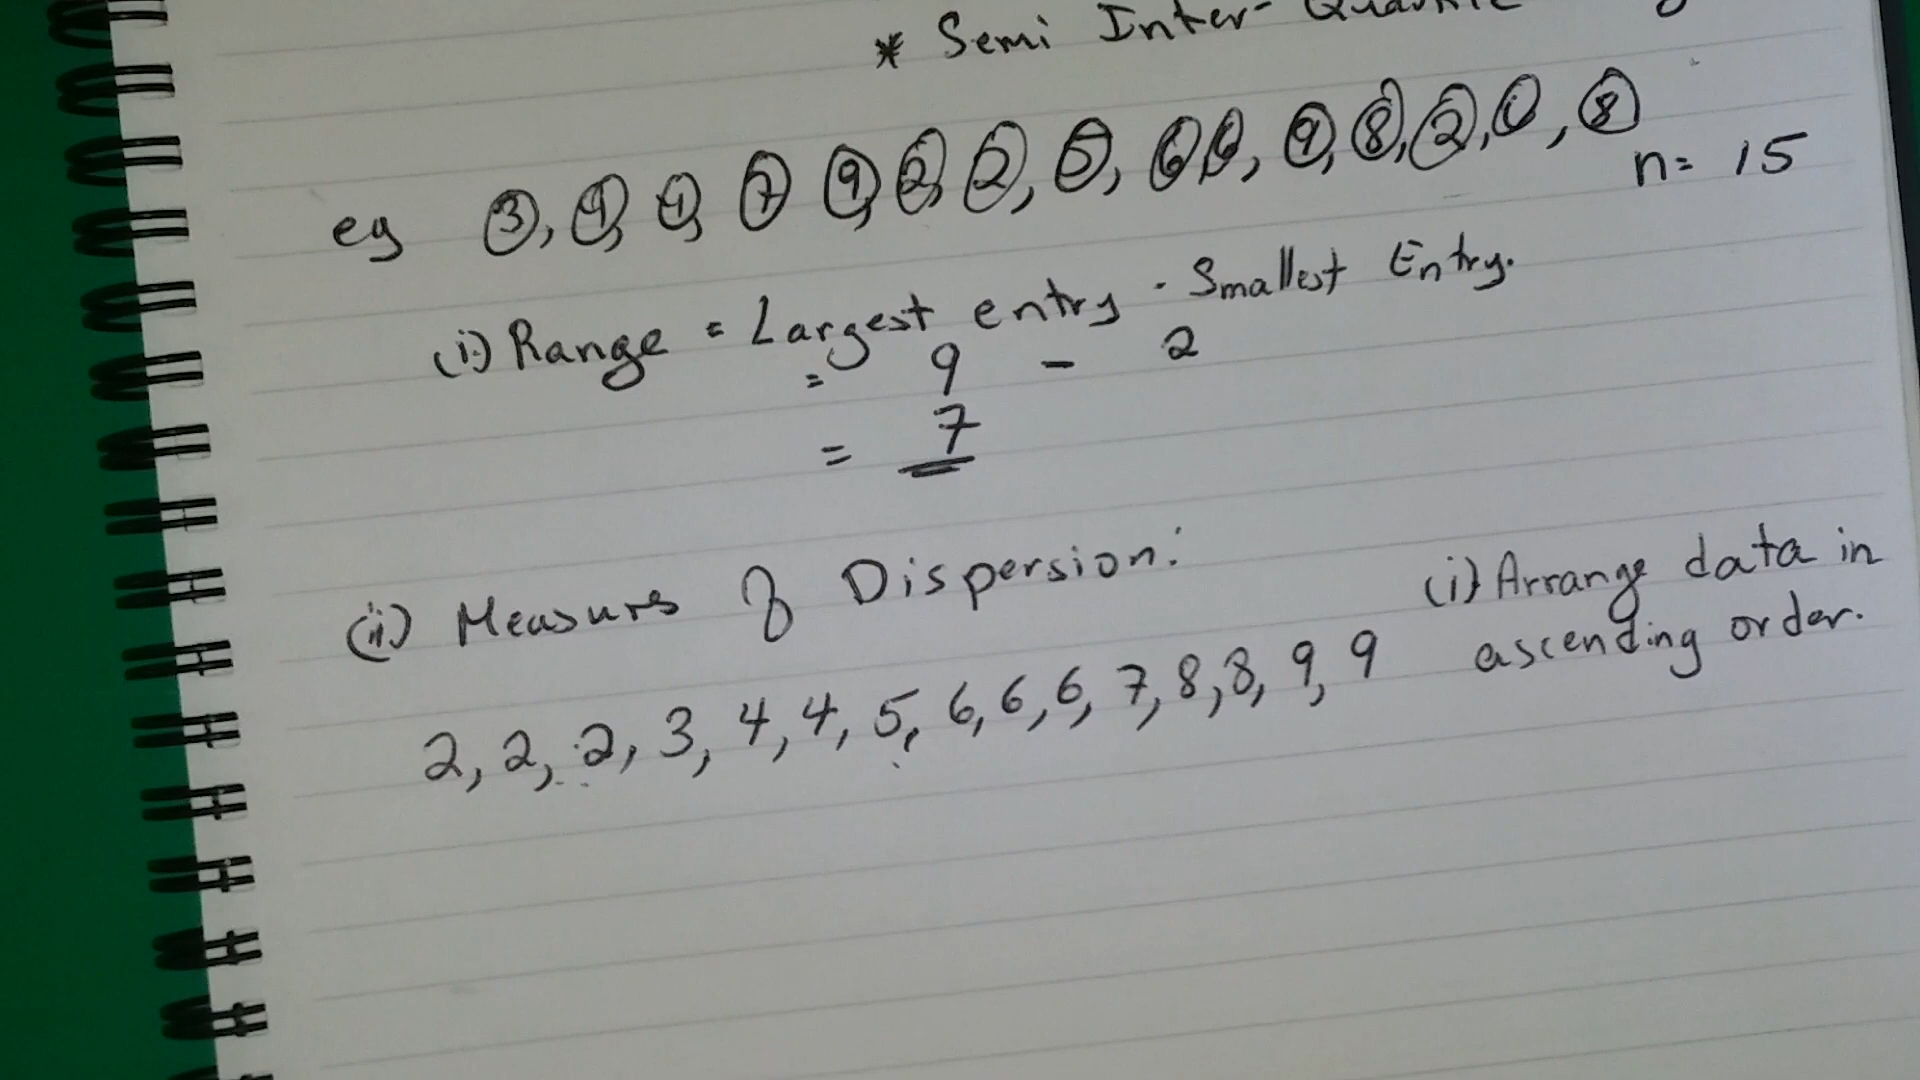 * Semi Inter-Quartile
eg 3, 4, 4, 7 9, 2, 2, 5, 6 6, 9, 8, 2, 6, 8
n= 15
(i) Range = Largest entry - Smallest Entry.
= 9 - 2
= 7
(ii) Measures of Dispersion:
(i) Arrange data in
ascending order.
2, 2, 2, 3, 4, 4, 5, 6, 6, 6, 7, 8, 8, 9, 9